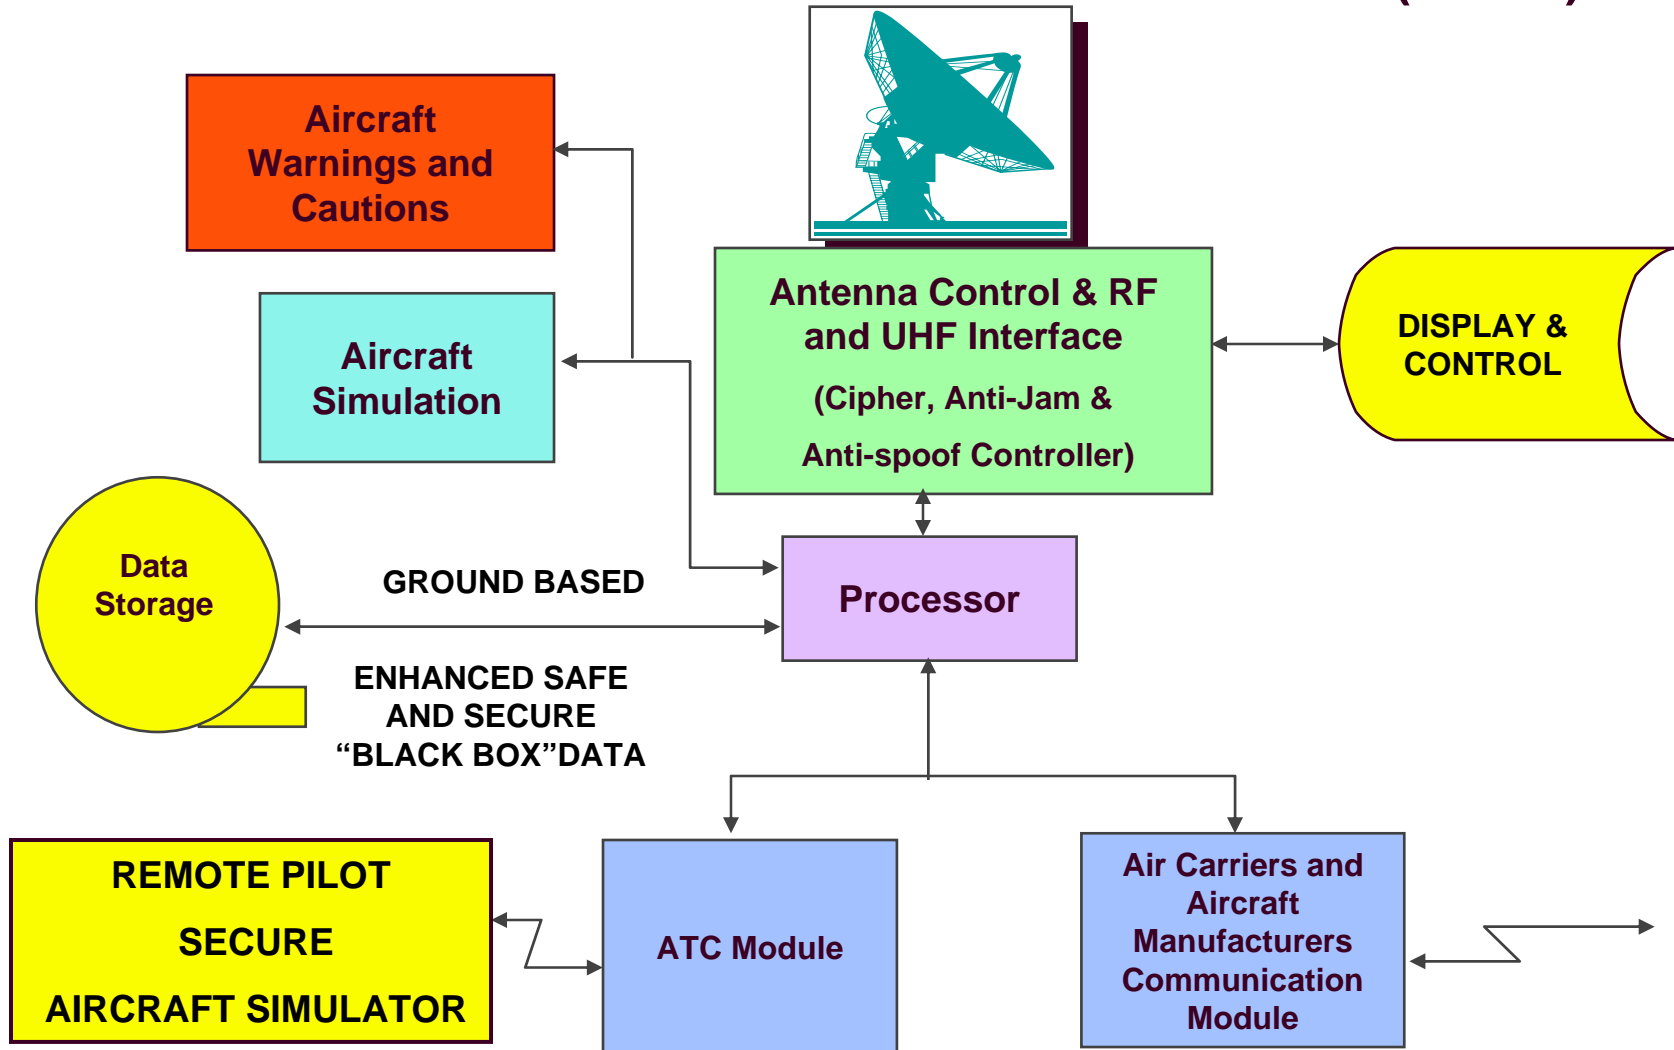 Aircraft
Warnings and
Cautions
Antenna Control & RF
and UHF Interface
(Cipher, Anti-Jam &
Anti-spoof Controller)
DISPLAY &
CONTROL
Aircraft
Simulation
Data
Storage
GROUND BASED
Processor
ENHANCED SAFE
AND SECURE
“BLACK BOX”DATA
REMOTE PILOT
SECURE
AIRCRAFT SIMULATOR
ATC Module
Air Carriers and
Aircraft
Manufacturers
Communication
Module